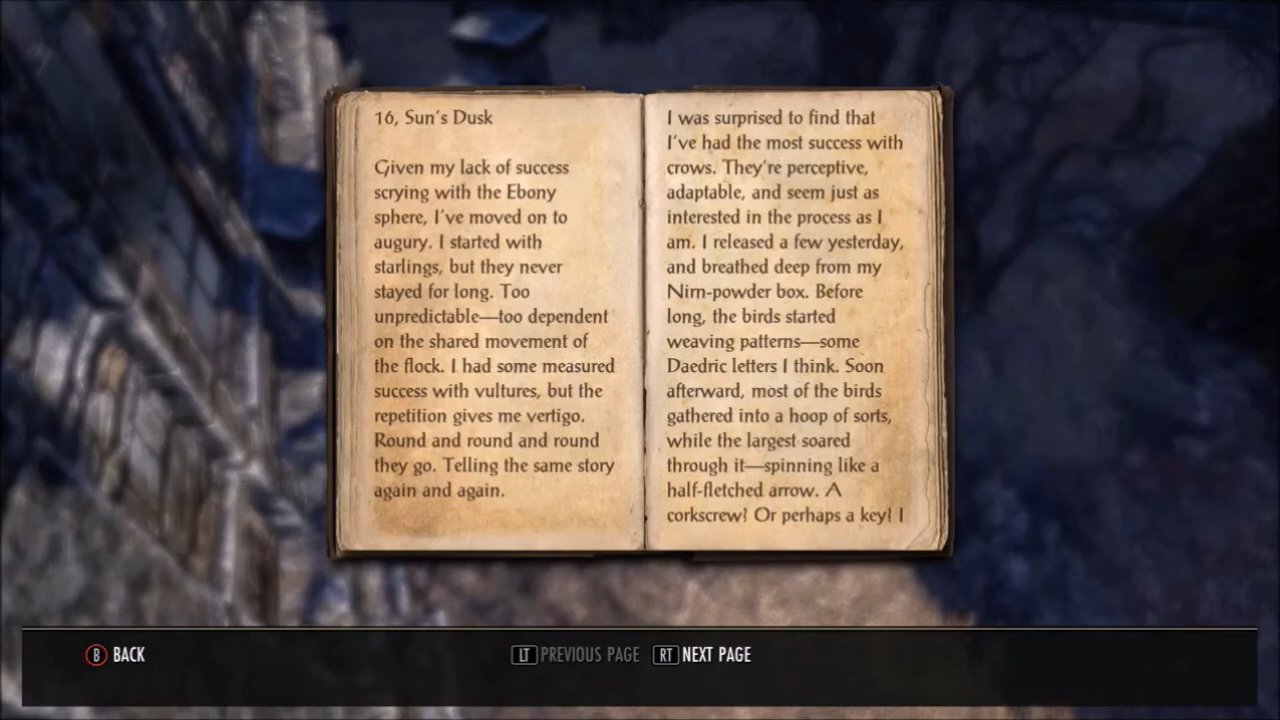 16, Sun's Dusk
Given my lack of success
scrying with the Ebony
sphere, I've moved on to
augury. I started with
starlings, but they never
stayed for long. Too
unpredictable—too dependent
on the shared movement of
the flock. I had some measured
success with vultures, but the
repetition gives me vertigo.
Round and round and round
they go. Telling the same story
again and again.
I was surprised to find that
I've had the most success with
crows. They're perceptive,
adaptable, and seem just as
interested in the process as I
am. I released a few yesterday,
and breathed deep from my
Nirn-powder box. Before
long, the birds started
weaving patterns—some
Daedric letters I think. Soon
afterward, most of the birds
gathered into a hoop of sorts,
while the largest soared
through it—spinning like a
half-fletched arrow. A
corkscrew? Or perhaps a key? I
B BACK
LT PREVIOUS PAGE RT NEXT PAGE